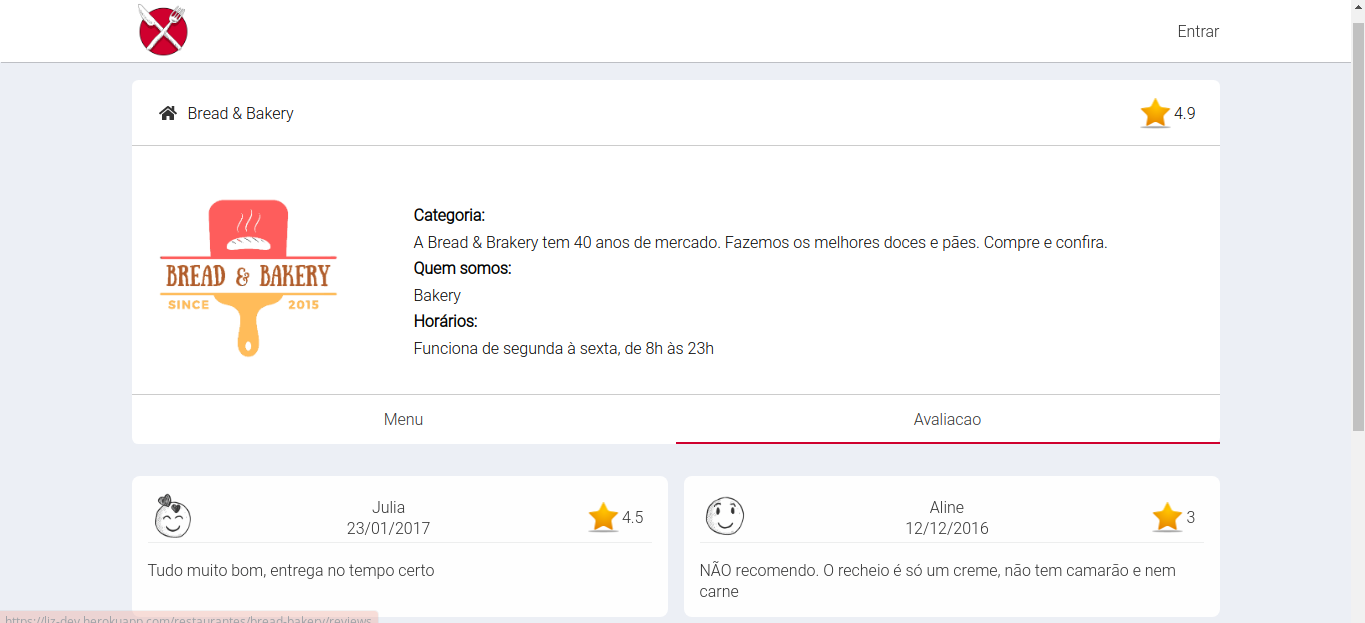 Entrar
Bread & Bakery
4.9
BREAD & BAKERY
SINCE 2015
Categoria:
A Bread & Brakery tem 40 anos de mercado. Fazemos os melhores doces e pães. Compre e confira.
Quem somos:
Bakery
Horários:
Funciona de segunda à sexta, de 8h às 23h
Menu
Avaliacao
Julia
23/01/2017
4.5
Tudo muito bom, entrega no tempo certo
Aline
12/12/2016
3
NÃO recomendo. O recheio é só um creme, não tem camarão e nem
carne
https://liz-dev.herokuapp.com/restaurantes/bread-bakery/reviews